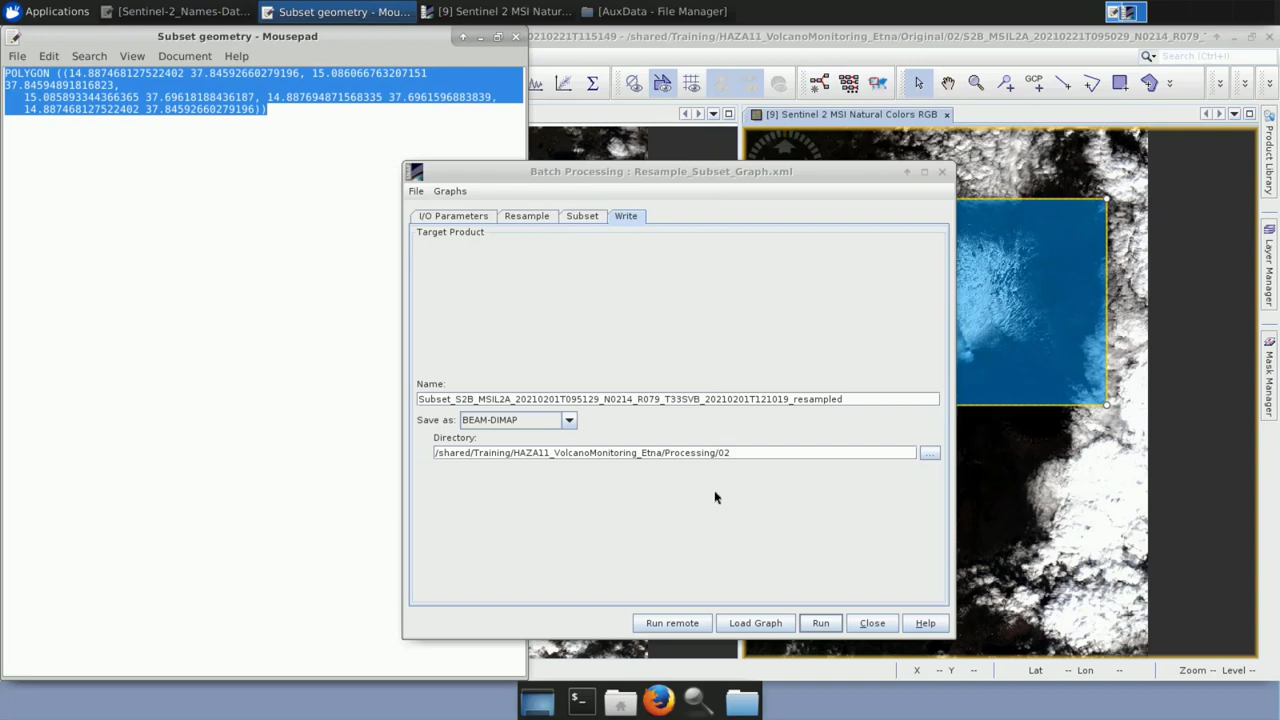 Applications
[Sentinel-2_Names-Dat...
Subset geometry - Mou...
[9] Sentinel 2 MSI Natur...
[AuxData - File Manager]
Subset geometry - Mousepad
20210221T115149 - /shared/Training/HAZA11_VolcanoMonitoring_Etna/Original/02/S2B_MSIL2A_20210221T095029_N0214_R079_
File Edit Search View Document Help
Search (Ctrl+I)
POLYGON ((14.887468127522402 37.84592660279196, 15.086066763207151
37.84594891816823,
15.085893344366365 37.69618188436187, 14.887694871568335 37.6961596883839,
14.887468127522402 37.84592660279196))
GCP
[9] Sentinel 2 MSI Natural Colors RGB
Product Library
Layer Manager
Mask Manager
Batch Processing : Resample_Subset_Graph.xml
File Graphs
I/O Parameters Resample Subset Write
Target Product
Name:
Subset_S2B_MSIL2A_20210201T095129_N0214_R079_T33SVB_20210201T121019_resampled
Save as: BEAM-DIMAP
Directory:
/shared/Training/HAZA11_VolcanoMonitoring_Etna/Processing/02
...
Run remote Load Graph Run Close Help
X -- Y -- Lat -- Lon -- Zoom -- Level --